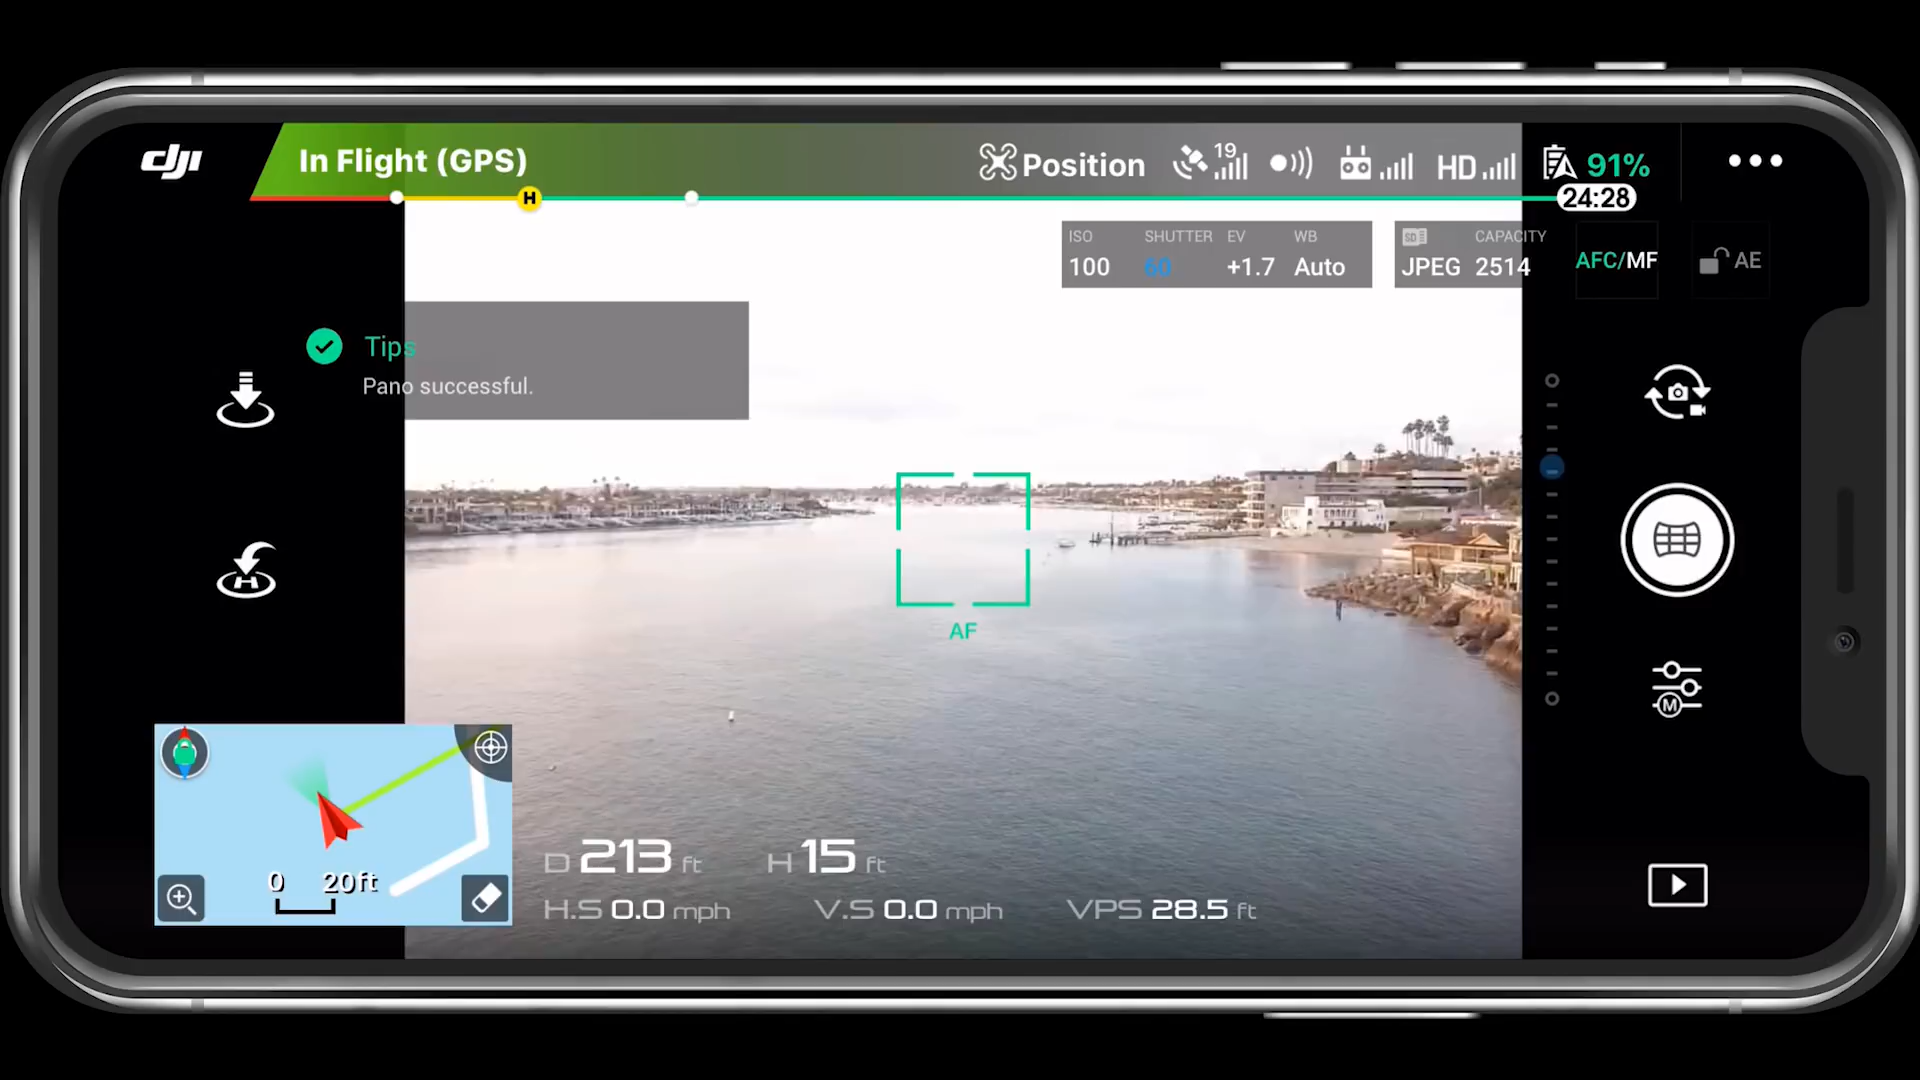 dji
In Flight (GPS)
Position
19
HD
91%
H
24:28
ISO SHUTTER EV WB
100 60 +1.7 Auto
SD CAPACITY
JPEG 2514
AFC/MF
AE
Tips
Pano successful.
H
AF
M
0 20ft
D 213 ft H 15 ft
H.S 0.0 mph V.S 0.0 mph VPS 28.5 ft